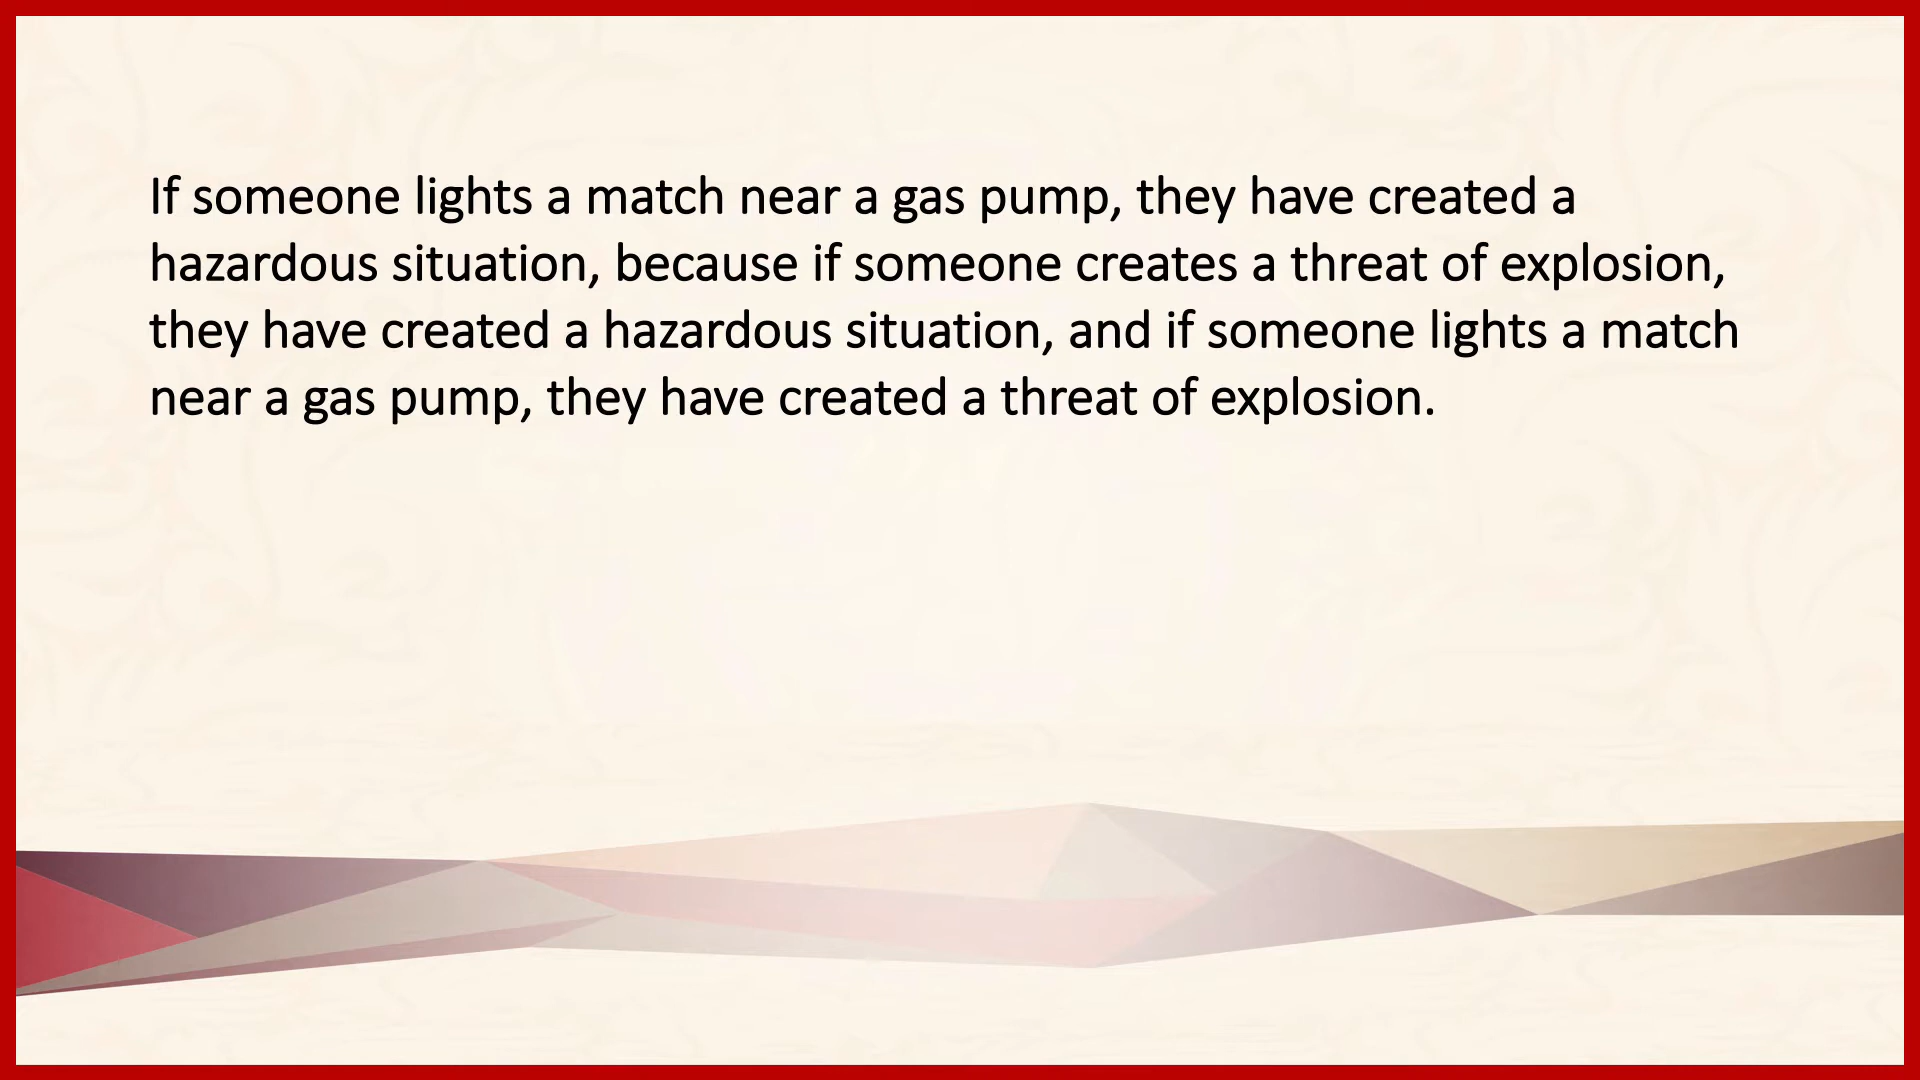 If someone lights a match near a gas pump, they have created a
hazardous situation, because if someone creates a threat of explosion,
they have created a hazardous situation, and if someone lights a match
near a gas pump, they have created a threat of explosion.